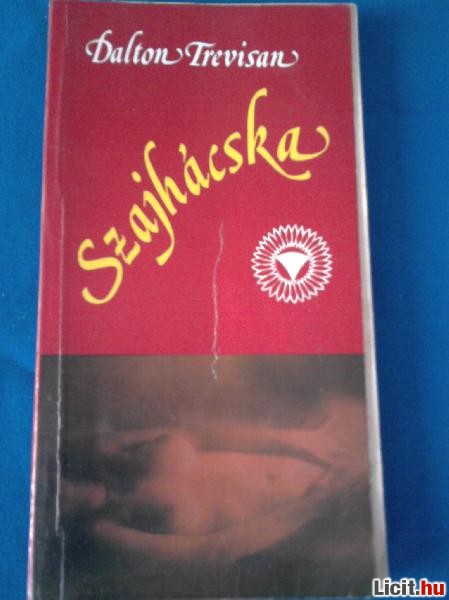 Dalton Trevisan
Szajhácska
Licit.hu